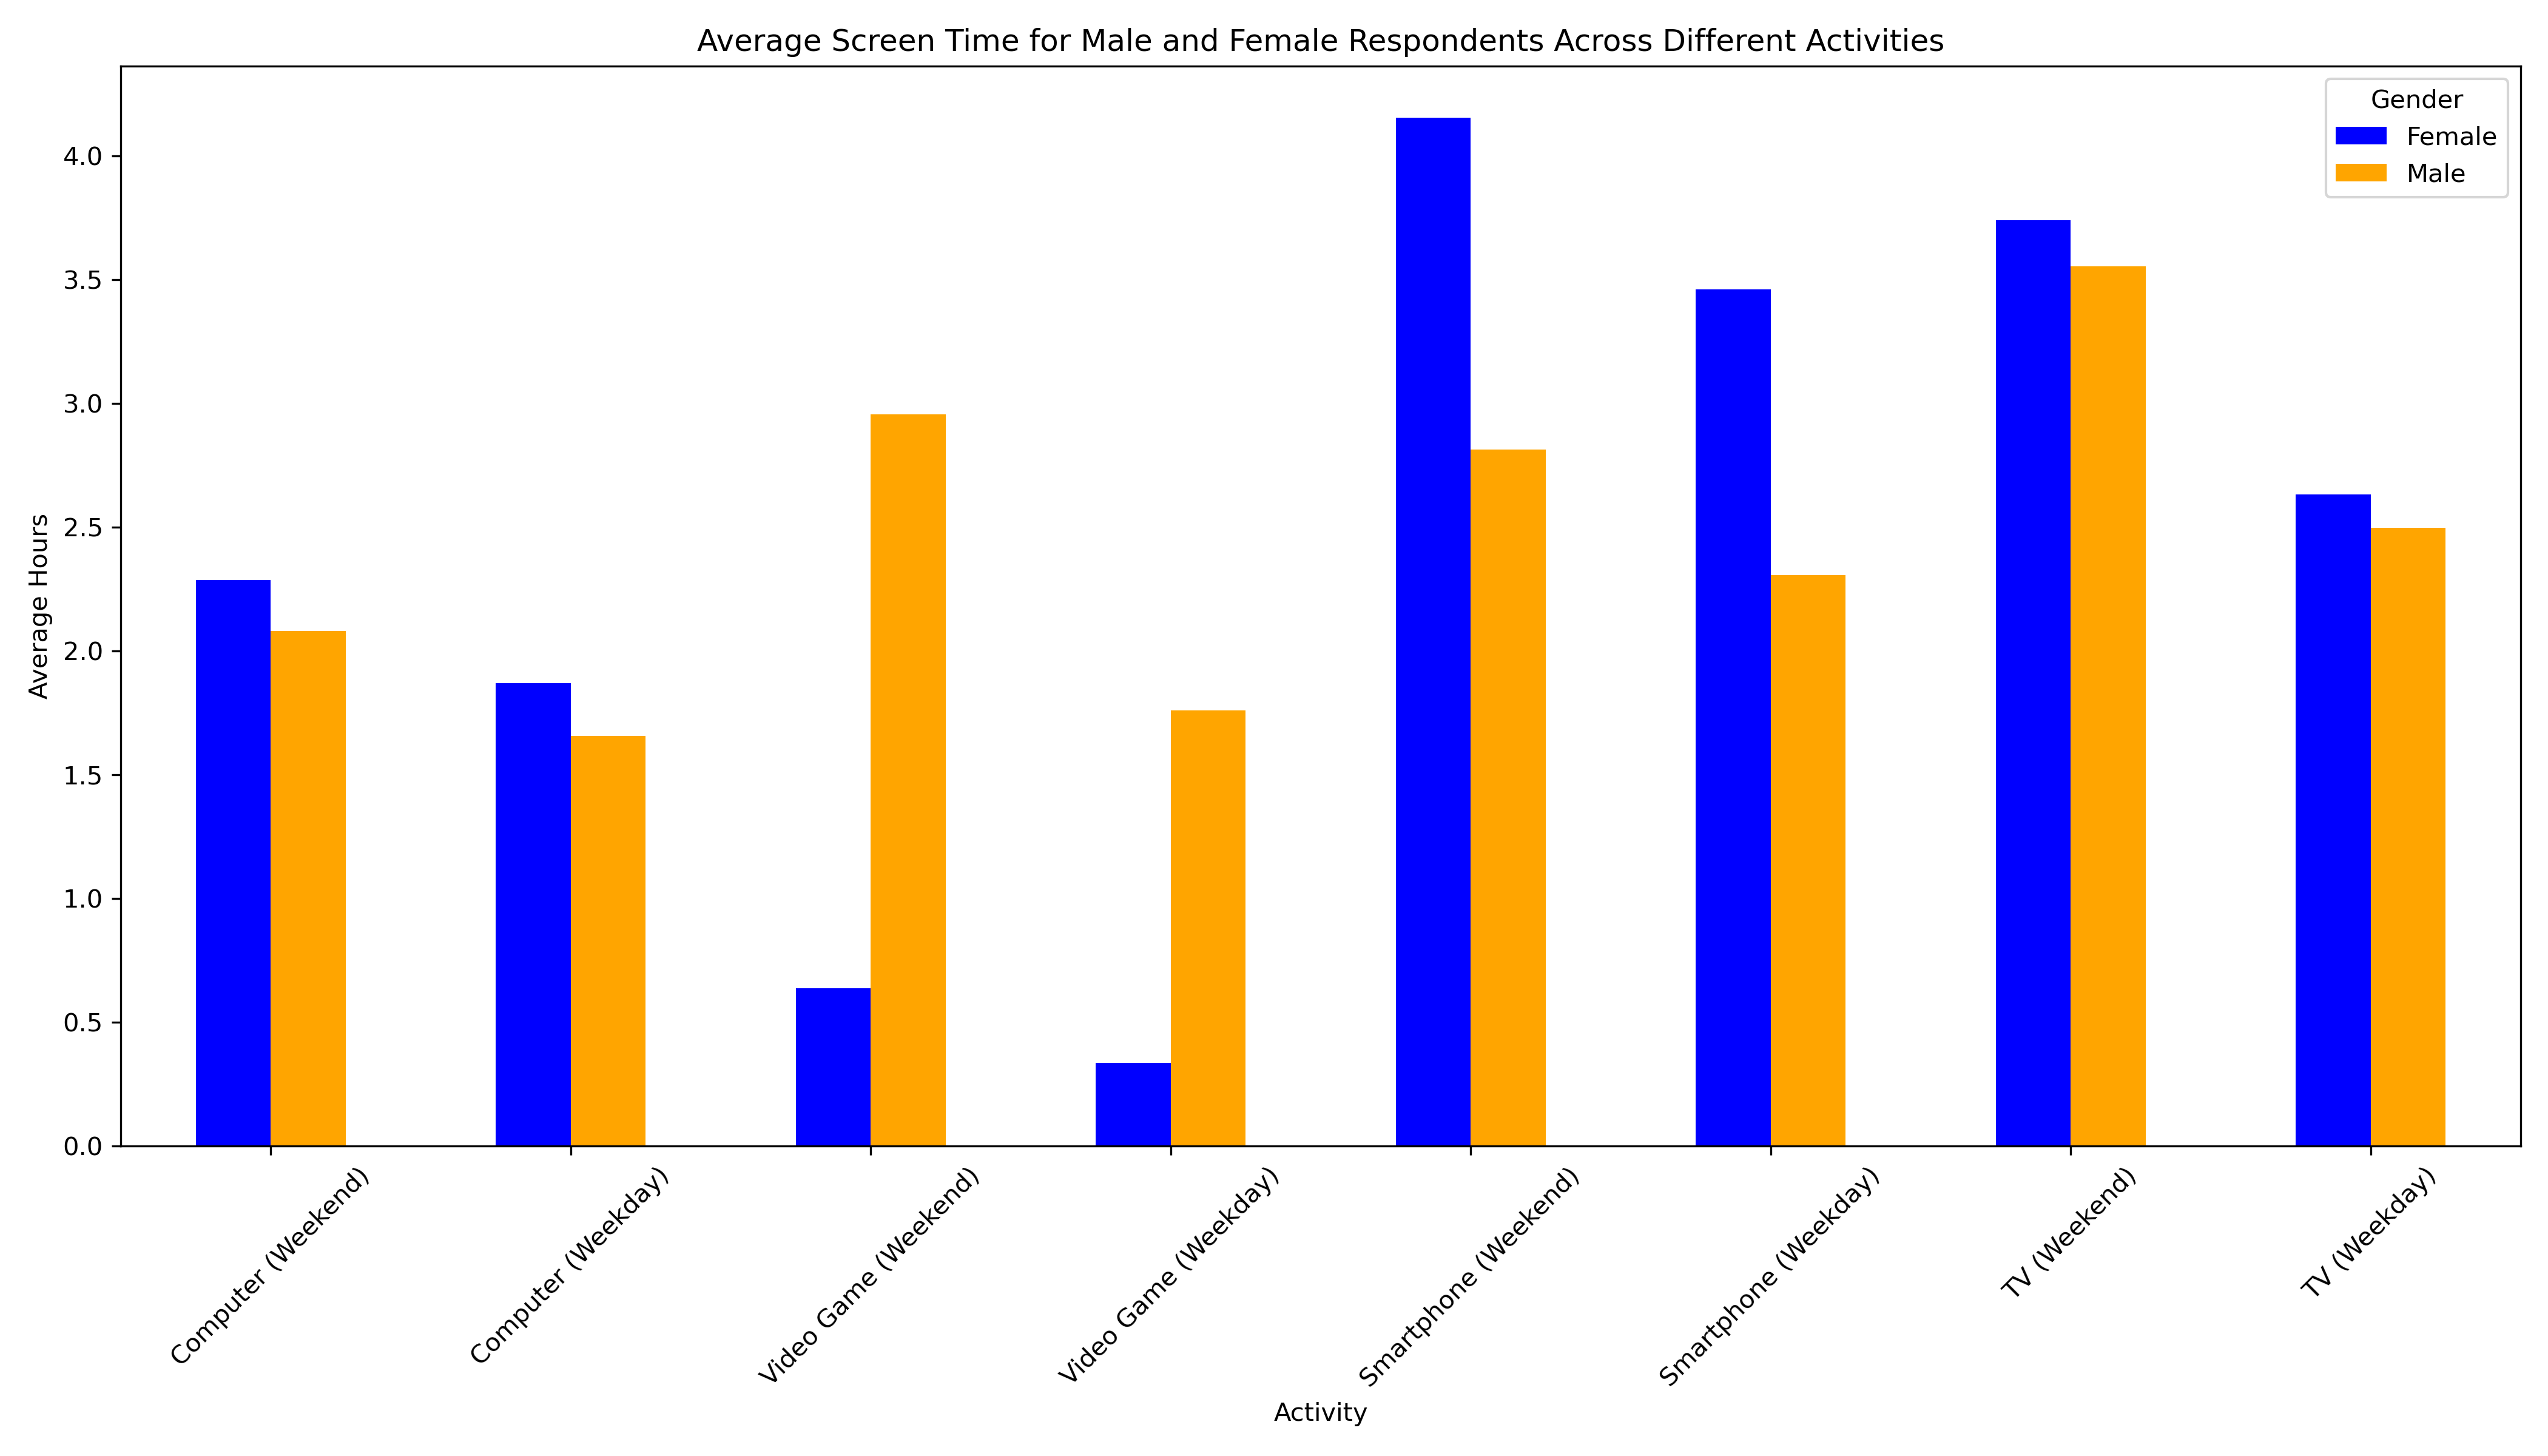 Average Screen Time for Male and Female Respondents Across Different Activities
Gender
Female
Male
4.0
3.5
3.0
2.5
2.0
1.5
1.0
0.5
0.0
Average Hours
Computer (Weekend)
Computer (Weekday)
Video Game (Weekend)
Video Game (Weekday)
Smartphone (Weekend)
Smartphone (Weekday)
TV (Weekend)
TV (Weekday)
Activity